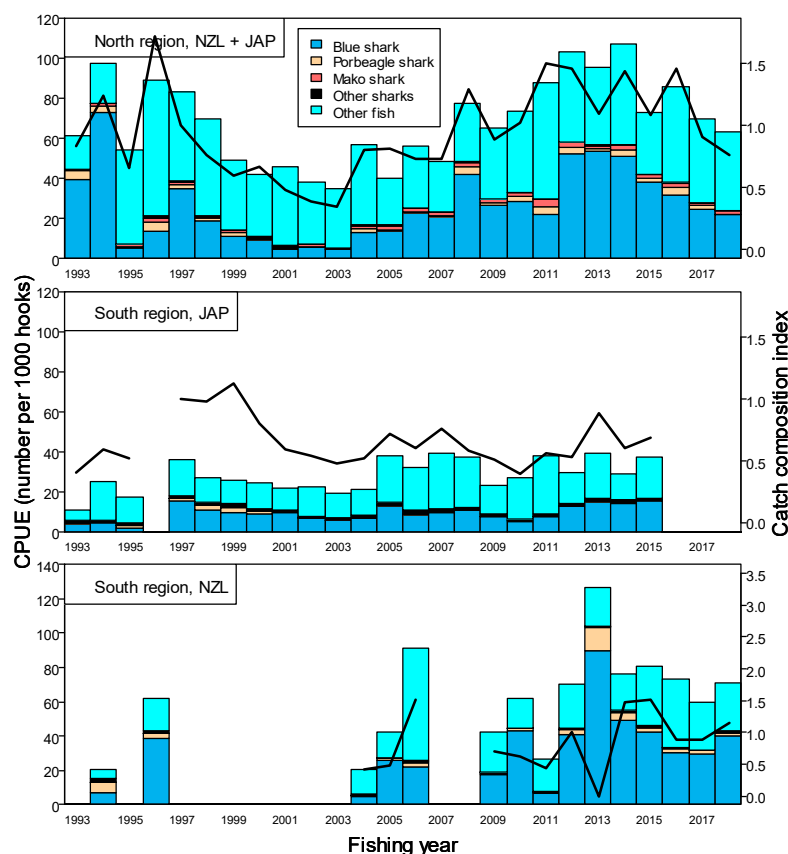 North region, NZL + JAP
Blue shark
Porbeagle shark
Mako shark
Other sharks
Other fish
120
100
80
60
40
20
0
1.5
1.0
0.5
0.0
1993 1995 1997 1999 2001 2003 2005 2007 2009 2011 2013 2015 2017
South region, JAP
120
100
80
60
40
20
0
1.5
1.0
0.5
0.0
1993 1995 1997 1999 2001 2003 2005 2007 2009 2011 2013 2015 2017
CPUE (number per 1000 hooks)
Catch composition index
South region, NZL
140
120
100
80
60
40
20
0
3.5
3.0
2.5
2.0
1.5
1.0
0.5
0.0
1993 1995 1997 1999 2001 2003 2005 2007 2009 2011 2013 2015 2017
Fishing year